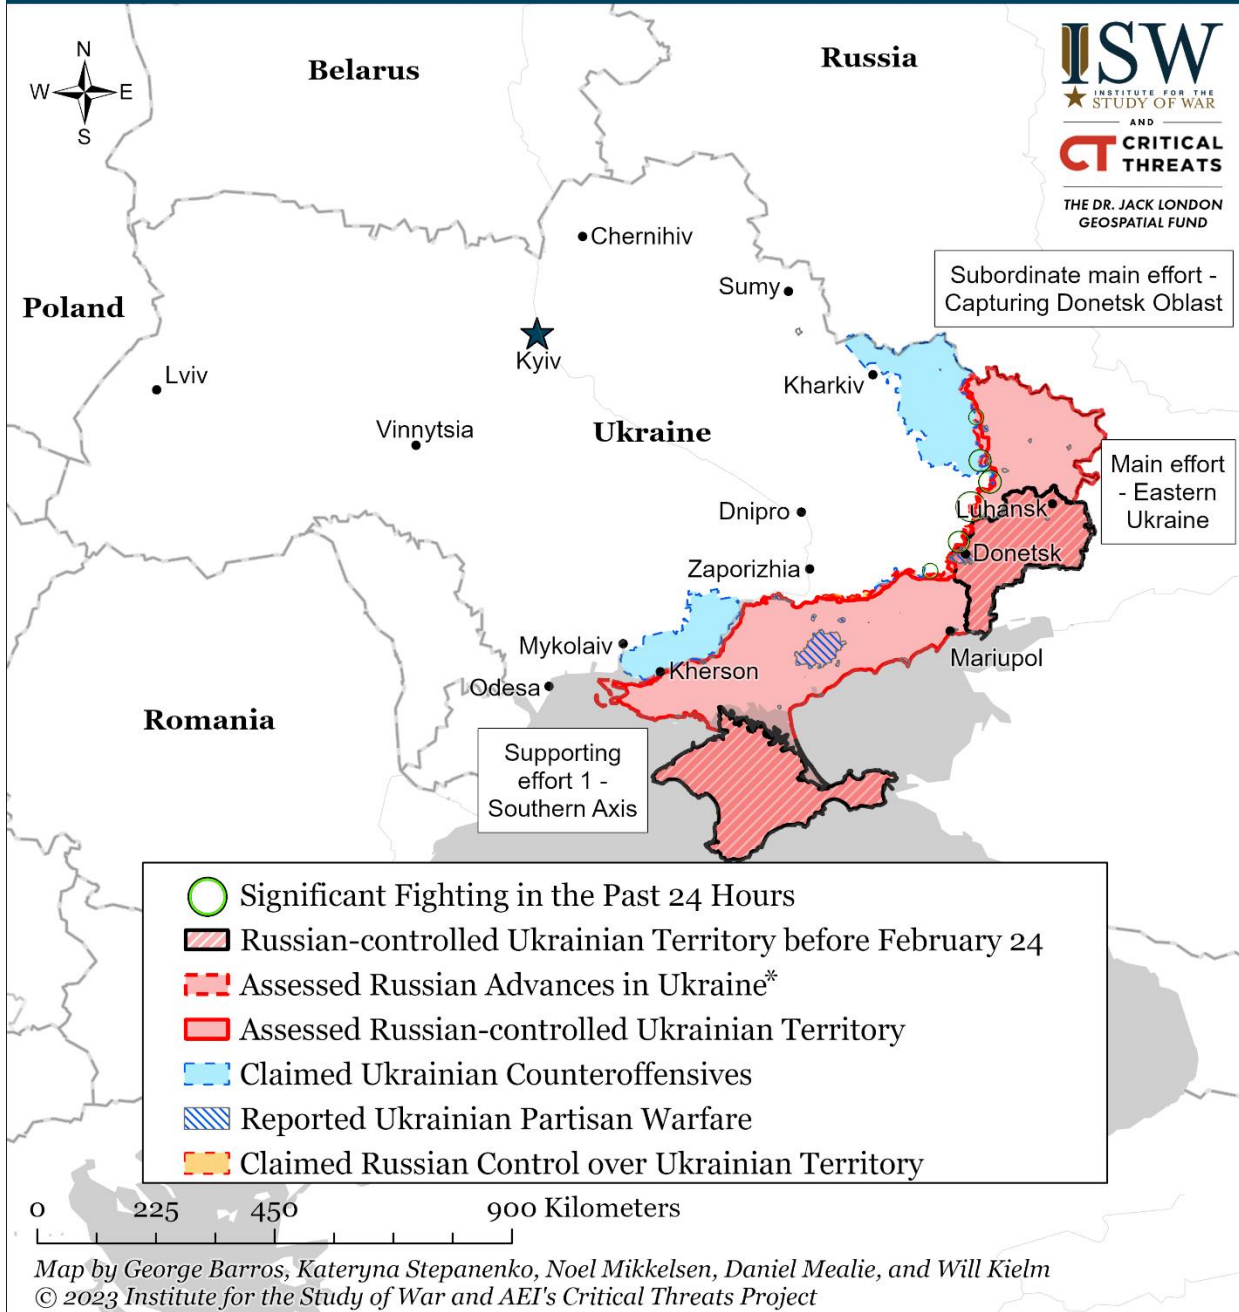 N
W
E
S
Belarus
Russia
ISW
INSTITUTE FOR THE
STUDY OF WAR
AND
CT CRITICAL
THREATS
THE DR. JACK LONDON
GEOSPATIAL FUND
Chernihiv
Sumy
Subordinate main effort -
Capturing Donetsk Oblast
Poland
Kyiv
Lviv
Kharkiv
Vinnytsia
Ukraine
Main effort
- Eastern
Ukraine
Dnipro
Luhansk
Donetsk
Zaporizhia
Mykolaiv
Mariupol
Kherson
Odesa
Romania
Supporting
effort 1 -
Southern Axis
Significant Fighting in the Past 24 Hours
Russian-controlled Ukrainian Territory before February 24
Assessed Russian Advances in Ukraine*
Assessed Russian-controlled Ukrainian Territory
Claimed Ukrainian Counteroffensives
Reported Ukrainian Partisan Warfare
Claimed Russian Control over Ukrainian Territory
0 225 450 900 Kilometers
Map by George Barros, Kateryna Stepanenko, Noel Mikkelsen, Daniel Mealie, and Will Kielm
© 2023 Institute for the Study of War and AEI's Critical Threats Project